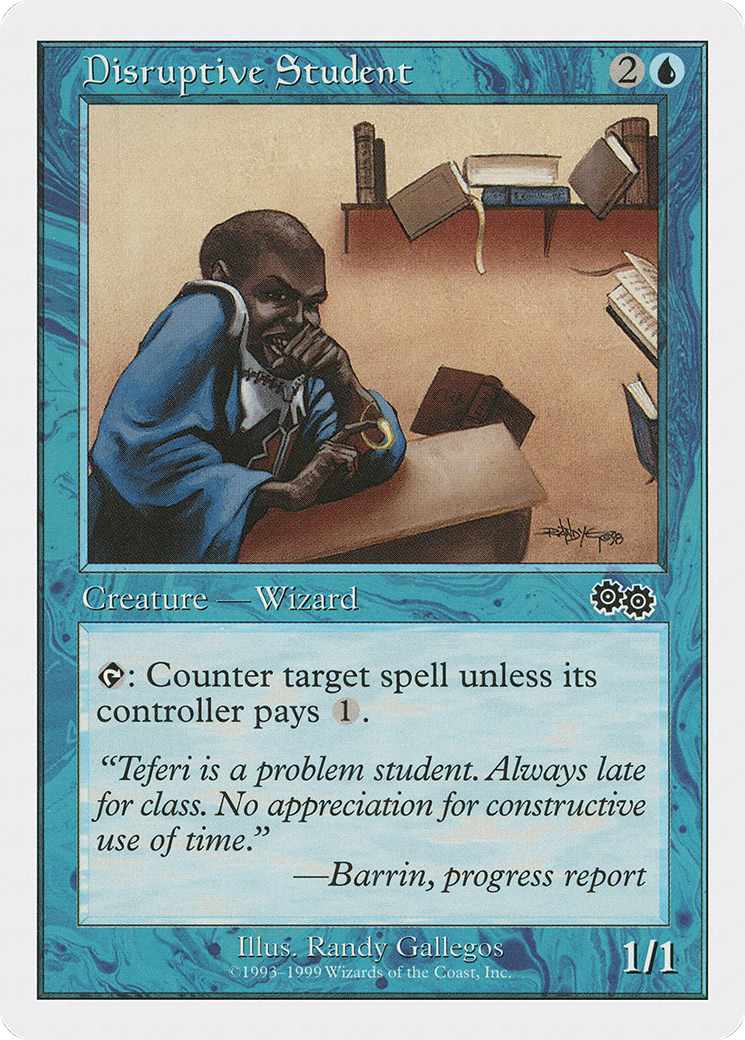 Disruptive Student 2
Creature — Wizard
: Counter target spell unless its
controller pays 1.
“Teferi is a problem student. Always late
for class. No appreciation for constructive
use of time.”
—Barrin, progress report
Illus. Randy Gallegos
©1993–1999 Wizards of the Coast, Inc.
1/1